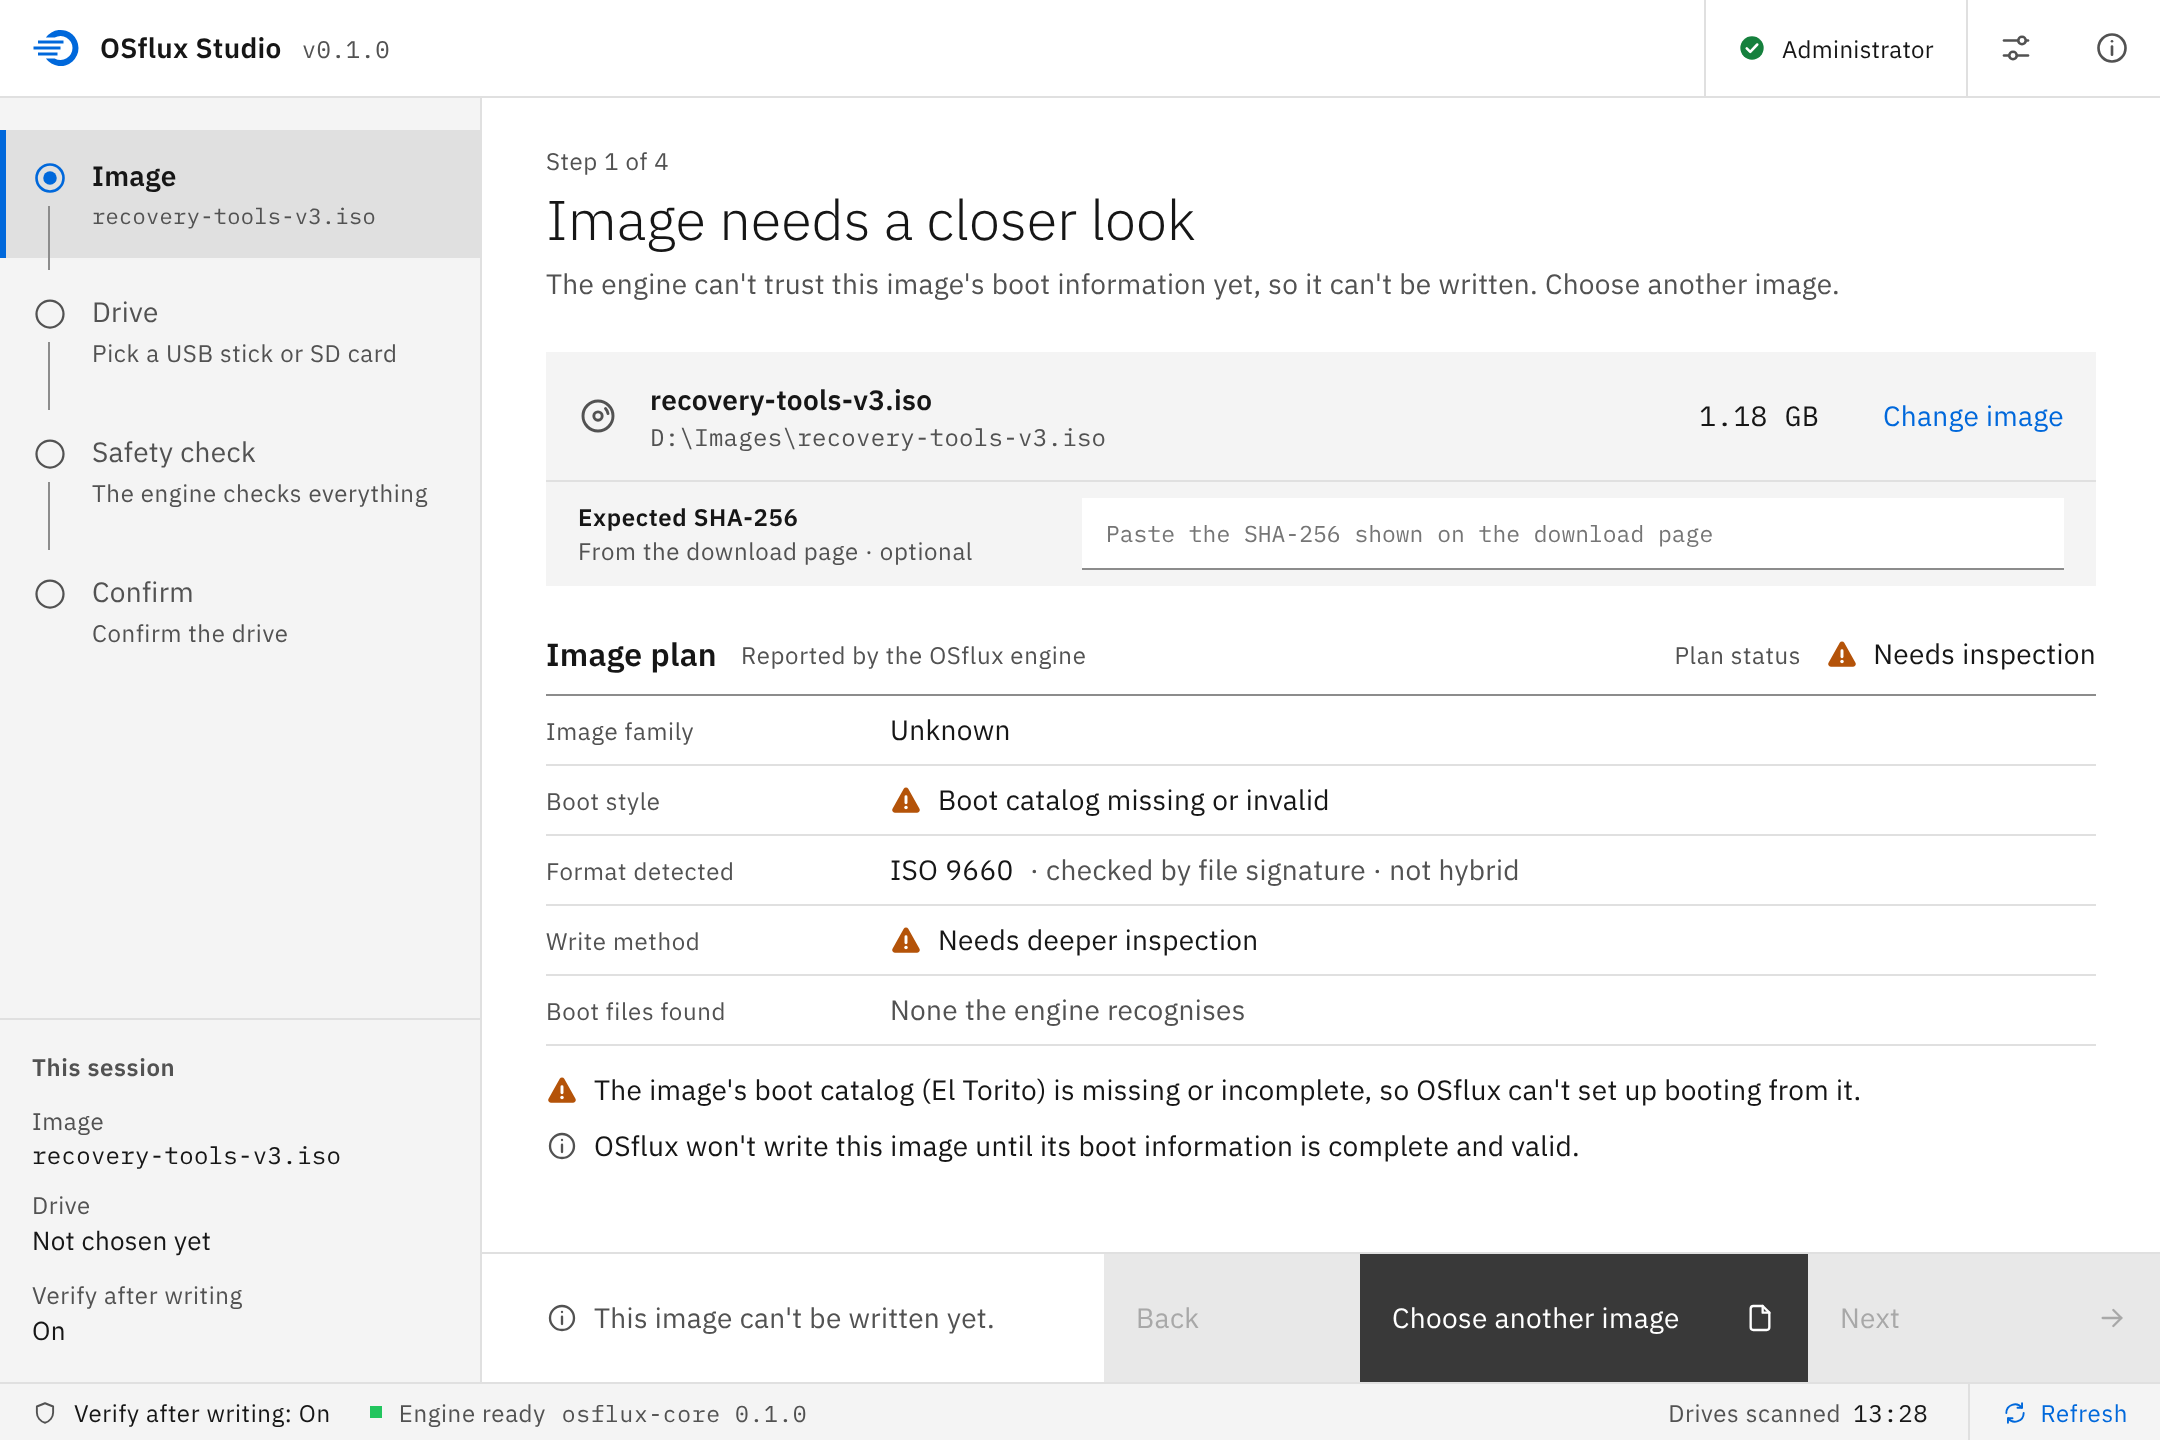 OSflux Studio v0.1.0
Administrator
Image
recovery-tools-v3.iso
Drive
Pick a USB stick or SD card
Safety check
The engine checks everything
Confirm
Confirm the drive
This session
Image
recovery-tools-v3.iso
Drive
Not chosen yet
Verify after writing
On
Step 1 of 4
Image needs a closer look
The engine can't trust this image's boot information yet, so it can't be written. Choose another image.
recovery-tools-v3.iso
D:\Images\recovery-tools-v3.iso
1.18 GB
Change image
Expected SHA-256
From the download page · optional
Paste the SHA-256 shown on the download page
Image plan Reported by the OSflux engine
Plan status Needs inspection
Image family Unknown
Boot style Boot catalog missing or invalid
Format detected ISO 9660 · checked by file signature · not hybrid
Write method Needs deeper inspection
Boot files found None the engine recognises
The image's boot catalog (El Torito) is missing or incomplete, so OSflux can't set up booting from it.
OSflux won't write this image until its boot information is complete and valid.
This image can't be written yet.
Back
Choose another image
Next
Verify after writing: On
Engine ready osflux-core 0.1.0
Drives scanned 13:28
Refresh